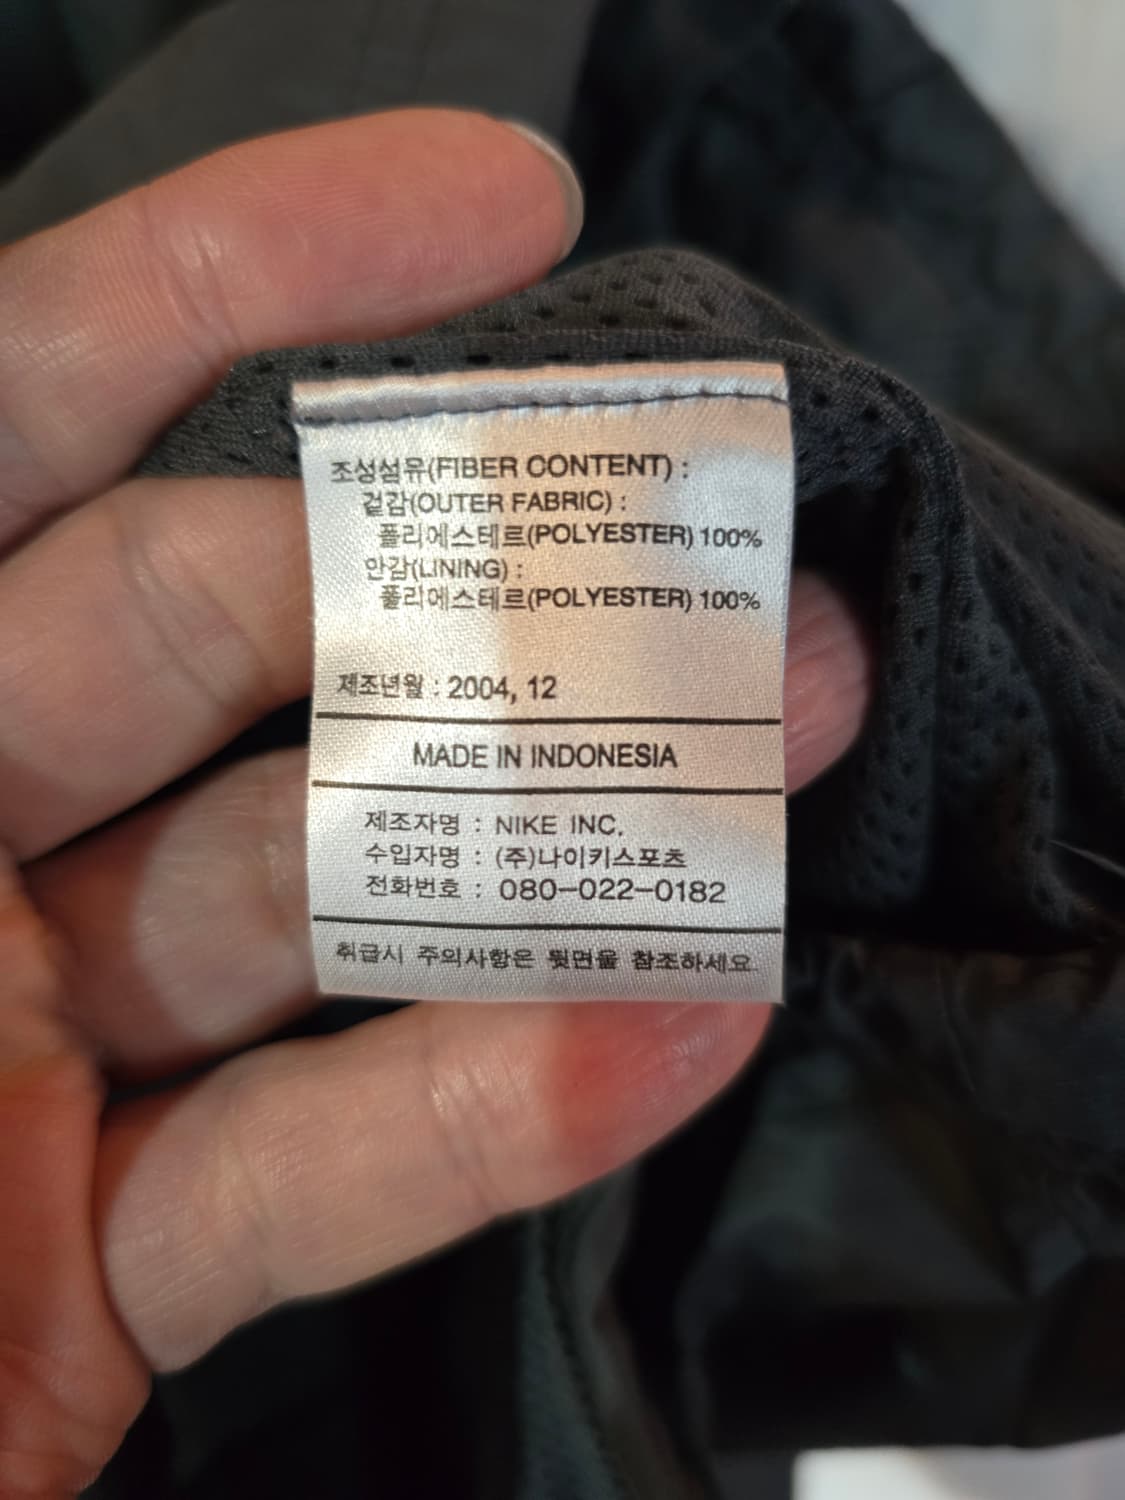 조성섬유(FIBER CONTENT) :
겉감(OUTER FABRIC) :
폴리에스테르(POLYESTER) 100%
안감(LINING) :
폴리에스테르(POLYESTER) 100%
제조년월 : 2004, 12
MADE IN INDONESIA
제조자명 : NIKE INC.
수입자명 : (주)나이키스포츠
전화번호 : 080-022-0182
취급시 주의사항은 뒷면을 참조하세요.